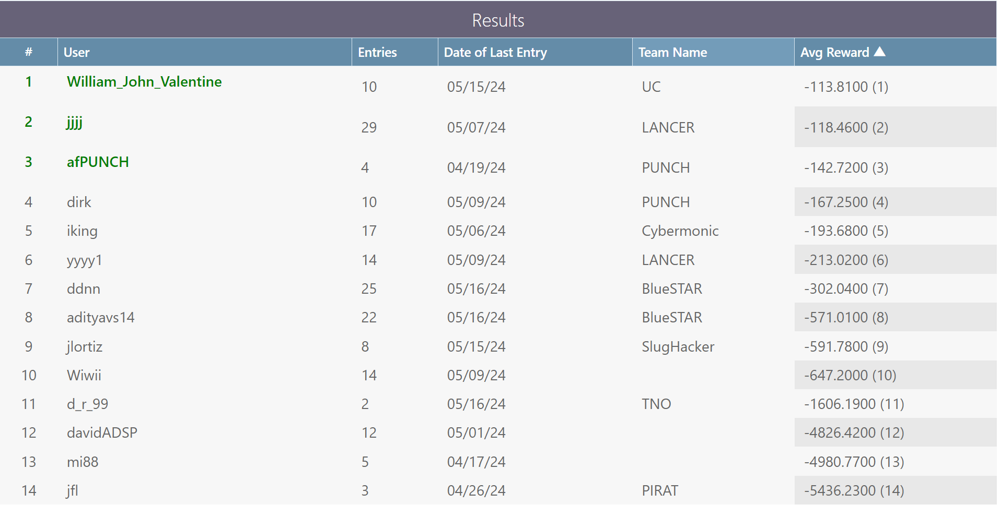 Results
# User Entries Date of Last Entry Team Name Avg Reward ▲
1 William_John_Valentine 10 05/15/24 UC -113.8100 (1)
2 jjjj 29 05/07/24 LANCER -118.4600 (2)
3 afPUNCH 4 04/19/24 PUNCH -142.7200 (3)
4 dirk 10 05/09/24 PUNCH -167.2500 (4)
5 iking 17 05/06/24 Cybermonic -193.6800 (5)
6 yyyy1 14 05/09/24 LANCER -213.0200 (6)
7 ddnn 25 05/16/24 BlueSTAR -302.0400 (7)
8 adityavs14 22 05/16/24 BlueSTAR -571.0100 (8)
9 jlortiz 8 05/15/24 SlugHacker -591.7800 (9)
10 Wiwii 14 05/09/24 -647.2000 (10)
11 d_r_99 2 05/16/24 TNO -1606.1900 (11)
12 davidADSP 12 05/01/24 -4826.4200 (12)
13 mi88 5 04/17/24 -4980.7700 (13)
14 jfl 3 04/26/24 PIRAT -5436.2300 (14)